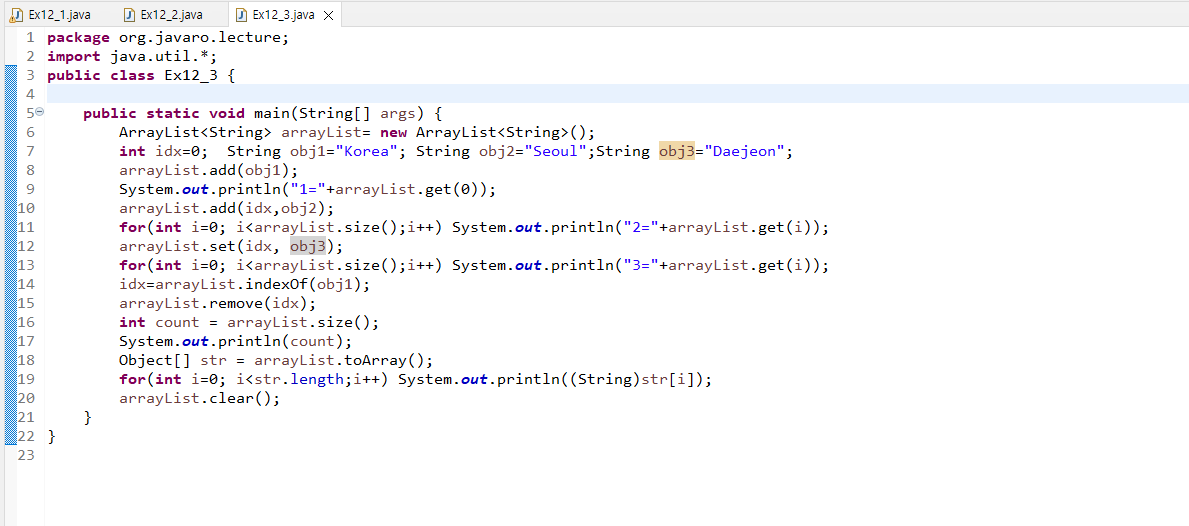 Ex12_1.java Ex12_2.java Ex12_3.java
1 package org.javaro.lecture;
2 import java.util.*;
3 public class Ex12_3 {
4
5 public static void main(String[] args) {
6 ArrayList<String> arrayList= new ArrayList<String>();
7 int idx=0;  String obj1="Korea"; String obj2="Seoul";String obj3="Daejeon";
8 arrayList.add(obj1);
9 System.out.println("1="+arrayList.get(0));
10 arrayList.add(idx,obj2);
11 for(int i=0; i<arrayList.size();i++) System.out.println("2="+arrayList.get(i));
12 arrayList.set(idx, obj3);
13 for(int i=0; i<arrayList.size();i++) System.out.println("3="+arrayList.get(i));
14 idx=arrayList.indexOf(obj1);
15 arrayList.remove(idx);
16 int count = arrayList.size();
17 System.out.println(count);
18 Object[] str = arrayList.toArray();
19 for(int i=0; i<str.length;i++) System.out.println((String)str[i]);
20 arrayList.clear();
21 }
22 }
23